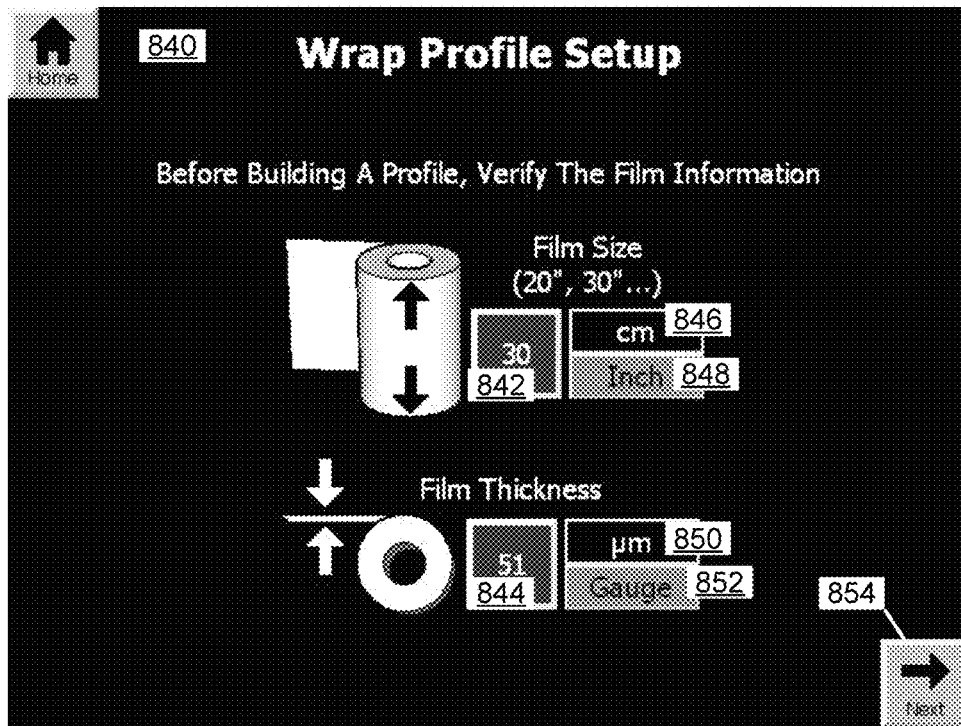 Home
840
Wrap Profile Setup
Before Building A Profile, Verify The Film Information
Film Size
(20", 30"...)
30
842
cm 846
Inch 848
Film Thickness
51
844
μm 850
Gauge 852
854
Next